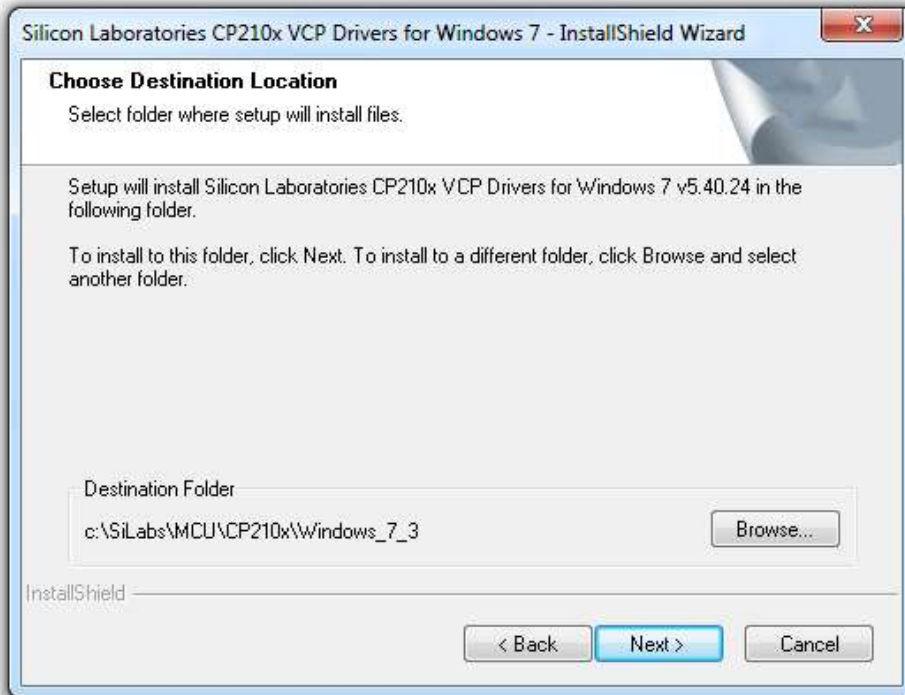 Silicon Laboratories CP210x VCP Drivers for Windows 7 - InstallShield Wizard
Choose Destination Location
Select folder where setup will install files.
Setup will install Silicon Laboratories CP210x VCP Drivers for Windows 7 v5.40.24 in the
following folder.
To install to this folder, click Next. To install to a different folder, click Browse and select
another folder.
Destination Folder
c:\SiLabs\MCU\CP210x\Windows_7_3
Browse...
InstallShield
< Back
Next >
Cancel